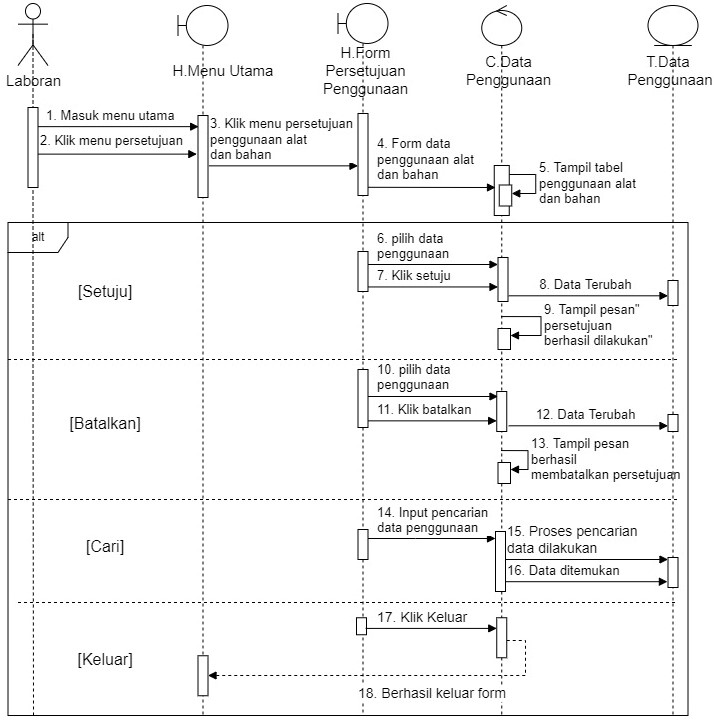 Laboran
H.Menu Utama
H.Form
Persetujuan
Penggunaan
C.Data
Penggunaan
T.Data
Penggunaan
1. Masuk menu utama
2. Klik menu persetujuan
3. Klik menu persetujuan
penggunaan alat
dan bahan
4. Form data
penggunaan alat
dan bahan
5. Tampil tabel
penggunaan alat
dan bahan
alt
[Setuju]
6. pilih data
penggunaan
7. Klik setuju
8. Data Terubah
9. Tampil pesan"
persetujuan
berhasil dilakukan"
[Batalkan]
10. pilih data
penggunaan
11. Klik batalkan
12. Data Terubah
13. Tampil pesan
berhasil
membatalkan persetujuan
[Cari]
14. Input pencarian
data penggunaan
15. Proses pencarian
data dilakukan
16. Data ditemukan
[Keluar]
17. Klik Keluar
18. Berhasil keluar form